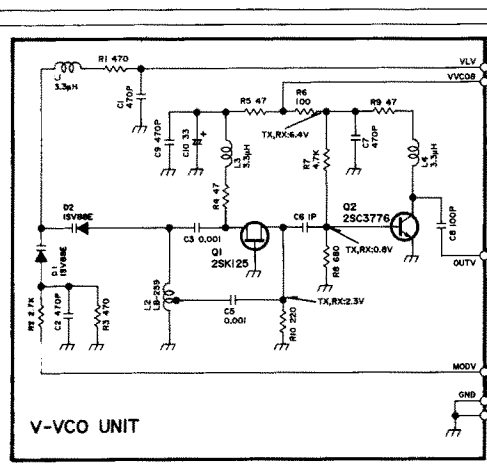 VLV
VVCOB
R1 470
L1
3.3μH
C1
470P
R5 47
R6
100
R9 47
TX,RX:6.4V
C9 470P
C10 33
+
L3
3.3μH
R7
4.7K
C7
470P
L4
3.3μH
R4 47
D2
1SV88E
C3 0.001
Q1
2SK125
C6 1P
Q2
2SC3776
C8 100P
TX,RX:0.8V
OUTV
D1
1SV88E
R8 680
L2
LB-259
C5
0.001
TX,RX:2.3V
R2 2.7K
C2 470P
R3 470
R10 220
MODV
GND
V-VCO UNIT